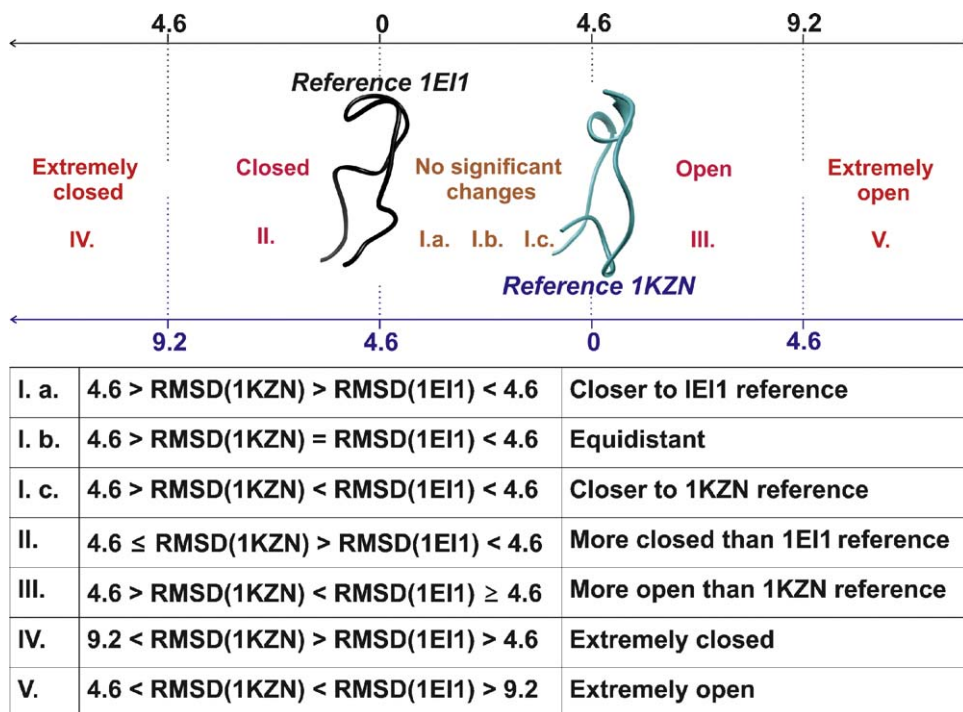 4.6 0 4.6 9.2
Reference 1EI1
Extremely closed
Closed
No significant changes
Open
Extremely open
IV. II. I.a. I.b. I.c. III. V.
Reference 1KZN
9.2 4.6 0 4.6
I. a. 4.6 > RMSD(1KZN) > RMSD(1EI1) < 4.6 Closer to IEI1 reference
I. b. 4.6 > RMSD(1KZN) = RMSD(1EI1) < 4.6 Equidistant
I. c. 4.6 > RMSD(1KZN) < RMSD(1EI1) < 4.6 Closer to 1KZN reference
II. 4.6 ≤ RMSD(1KZN) > RMSD(1EI1) < 4.6 More closed than 1EI1 reference
III. 4.6 > RMSD(1KZN) < RMSD(1EI1) ≥ 4.6 More open than 1KZN reference
IV. 9.2 < RMSD(1KZN) > RMSD(1EI1) > 4.6 Extremely closed
V. 4.6 < RMSD(1KZN) < RMSD(1EI1) > 9.2 Extremely open